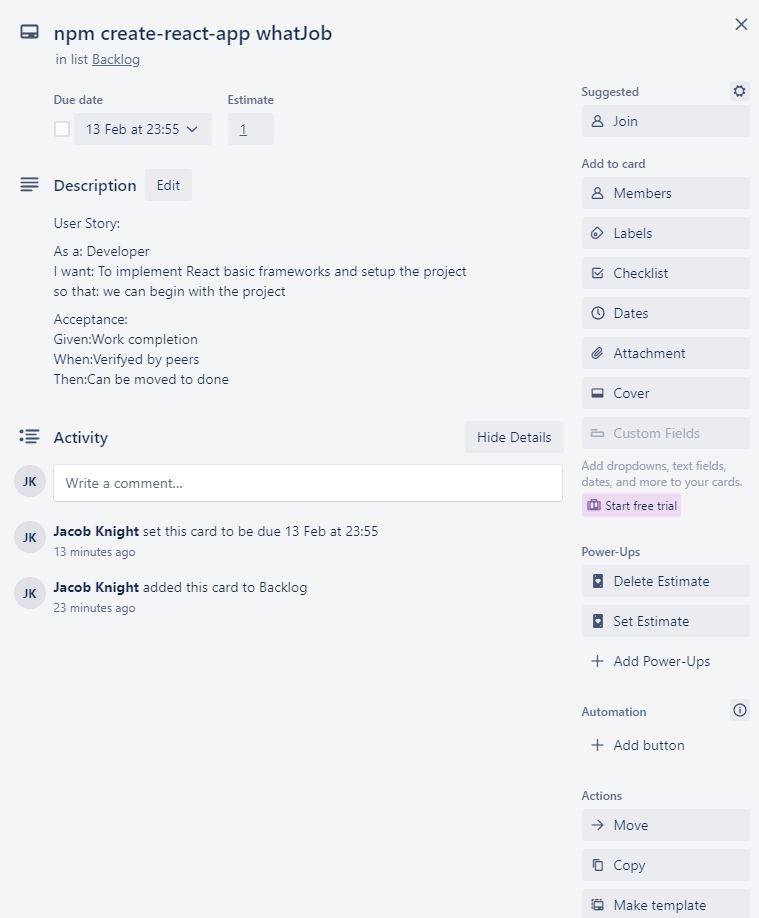 npm create-react-app whatJob
in list Backlog
Due date
Estimate
13 Feb at 23:55
1
Description
Edit
User Story:
As a: Developer
I want: To implement React basic frameworks and setup the project
so that: we can begin with the project
Acceptance:
Given:Work completion
When:Verifyed by peers
Then:Can be moved to done
Activity
Hide Details
JK
Write a comment...
JK
Jacob Knight set this card to be due 13 Feb at 23:55
13 minutes ago
JK
Jacob Knight added this card to Backlog
23 minutes ago
Suggested
Join
Add to card
Members
Labels
Checklist
Dates
Attachment
Cover
Custom Fields
Add dropdowns, text fields,
dates, and more to your cards.
Start free trial
Power-Ups
Delete Estimate
Set Estimate
Add Power-Ups
Automation
Add button
Actions
Move
Copy
Make template